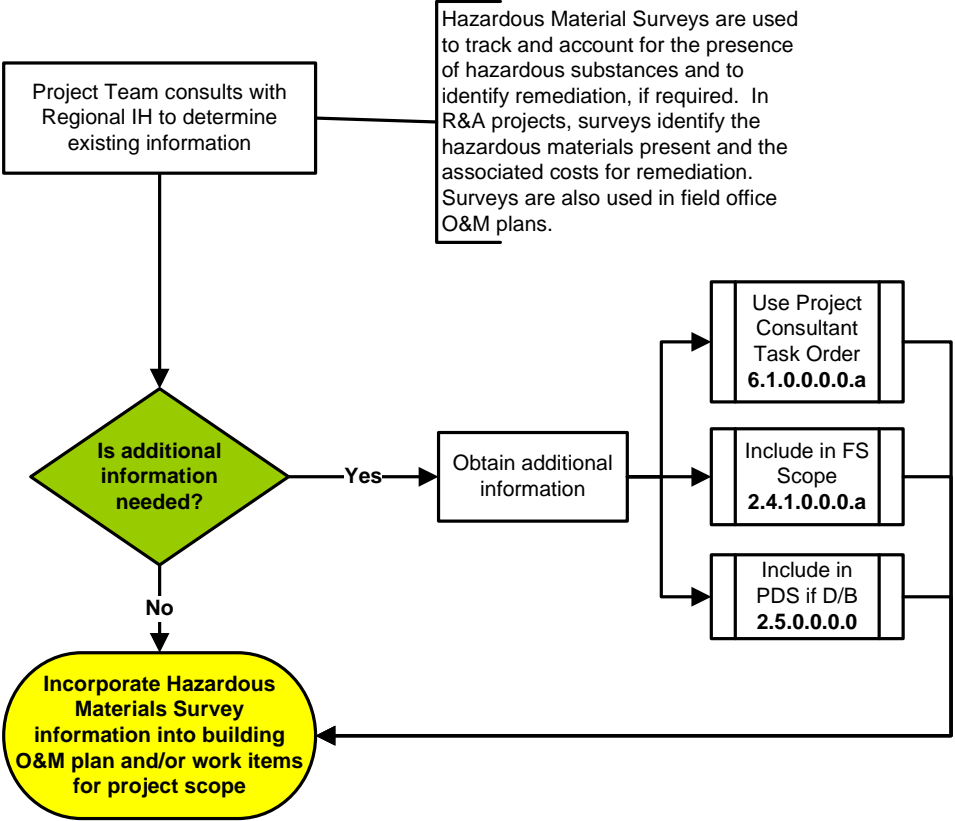 Project Team consults with
Regional IH to determine
existing information
Hazardous Material Surveys are used
to track and account for the presence
of hazardous substances and to
identify remediation, if required.  In
R&A projects, surveys identify the
hazardous materials present and the
associated costs for remediation.
Surveys are also used in field office
O&M plans.
Is additional
information
needed?
Yes
Obtain additional
information
Use Project
Consultant
Task Order
6.1.0.0.0.0.a
Include in FS
Scope
2.4.1.0.0.0.a
Include in
PDS if D/B
2.5.0.0.0.0
No
Incorporate Hazardous
Materials Survey
information into building
O&M plan and/or work items
for project scope